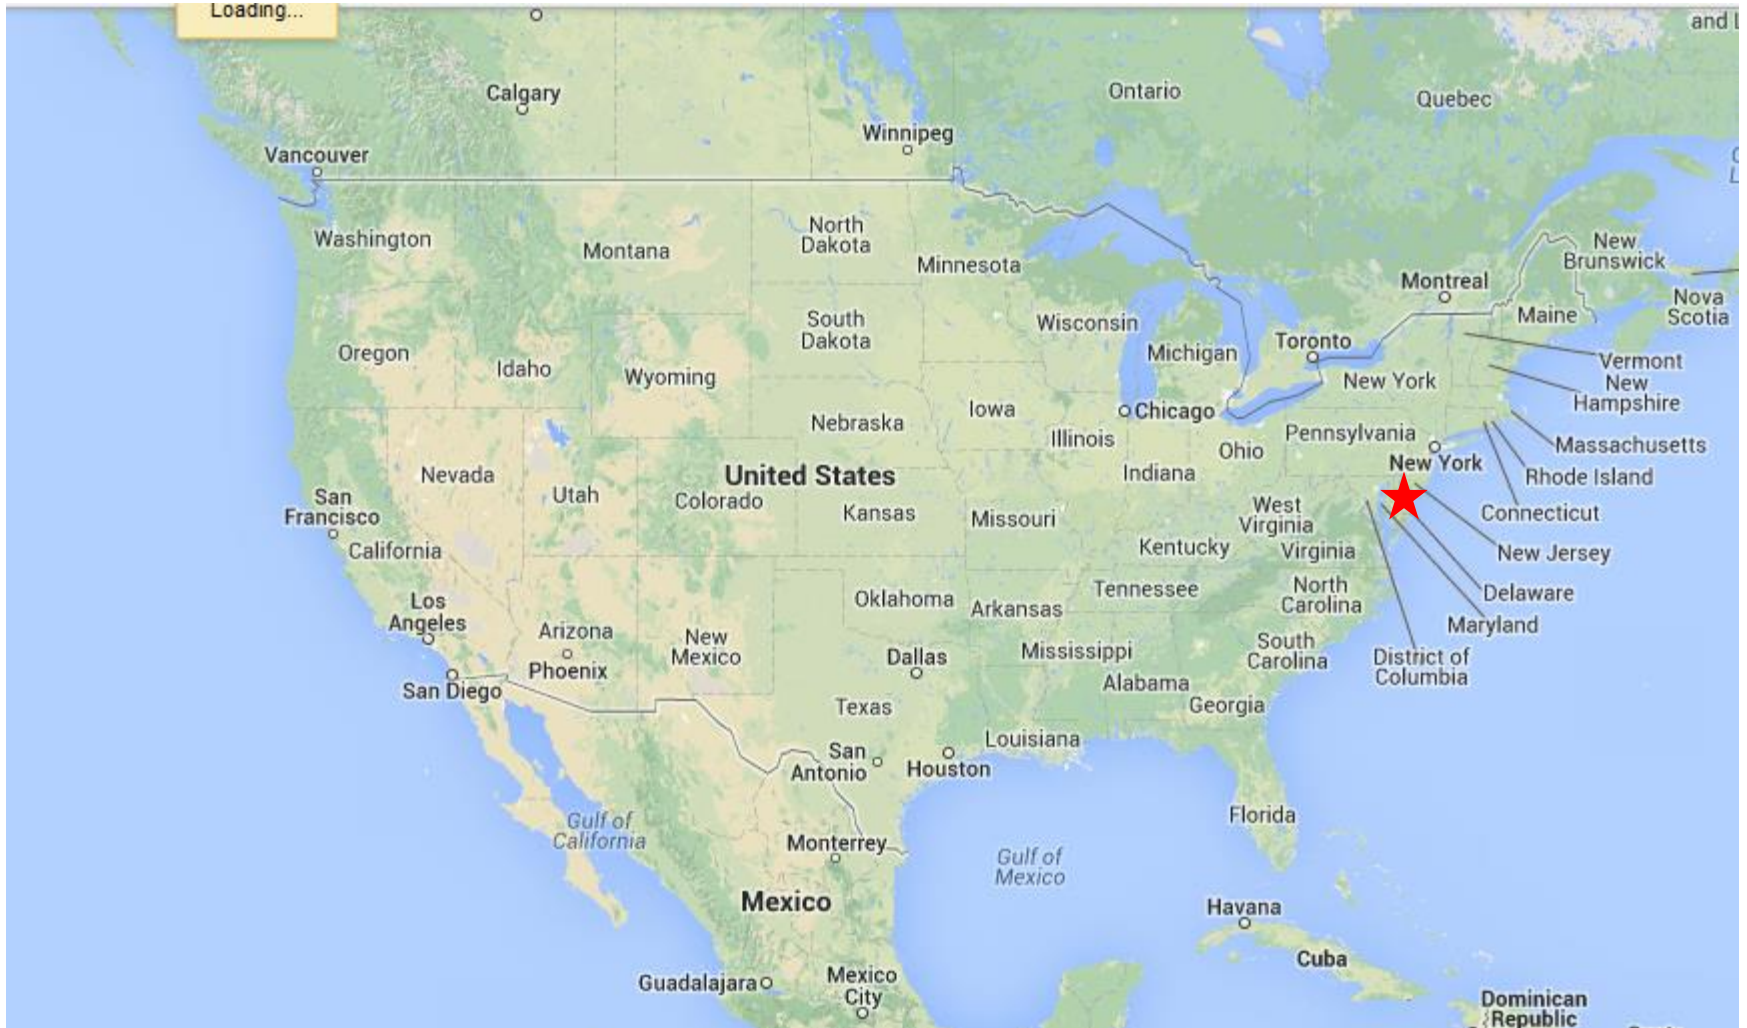 Loading...
and L
Calgary
Ontario
Quebec
Winnipeg
Vancouver
Washington
Montana
North
Dakota
Minnesota
New
Brunswick
Montreal
Nova
Scotia
Maine
South
Dakota
Wisconsin
Michigan
Toronto
Oregon
Idaho
Wyoming
New York
Vermont
New
Hampshire
Nebraska
Iowa
Chicago
Illinois
Indiana
Ohio
Pennsylvania
New York
Massachusetts
Rhode Island
Connecticut
New Jersey
Delaware
Maryland
District of
Columbia
Nevada
Utah
United States
Colorado
Kansas
Missouri
West
Virginia
Kentucky
Virginia
San
Francisco
California
Los
Angeles
San Diego
Arizona
Phoenix
New
Mexico
Oklahoma
Arkansas
Tennessee
North
Carolina
South
Carolina
Dallas
Mississippi
Alabama
Georgia
Texas
Louisiana
San
Antonio
Houston
Florida
Gulf of
California
Monterrey
Gulf of
Mexico
Mexico
Havana
Cuba
Guadalajara
Mexico
City
Dominican
Republic